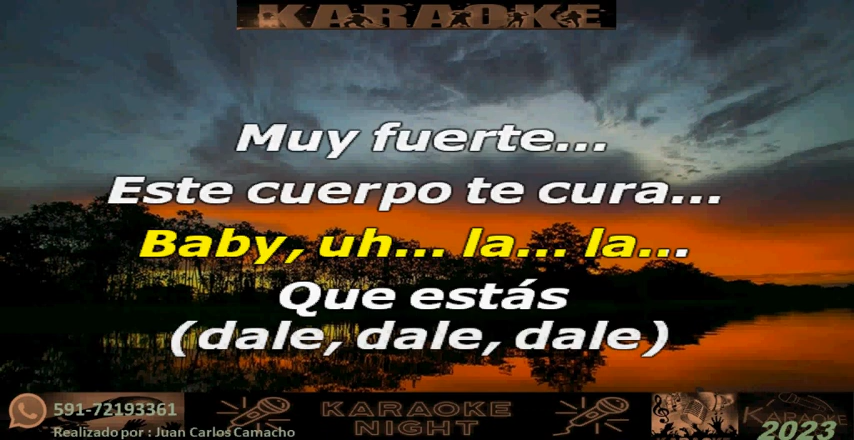 KARAOKE
Muy fuerte...
Este cuerpo te cura...
Baby, uh... la... la...
Que estás
(dale, dale, dale)
591-72193361
Realizado por : Juan Carlos Camacho
KARAOKE
NIGHT
KARAOKE
KARAOKE
2023